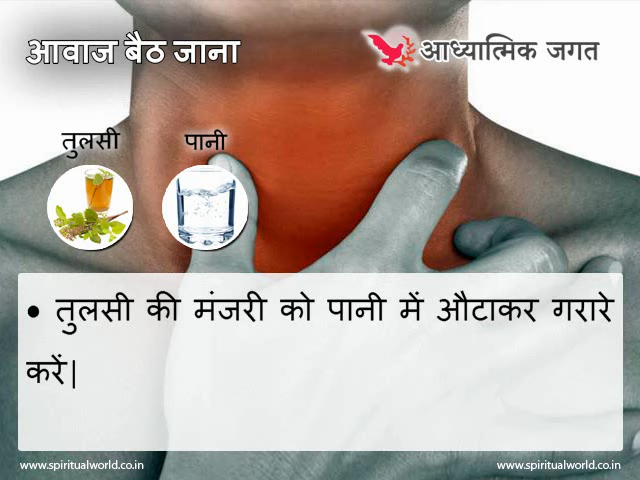 आवाज बैठ जाना
आध्यात्मिक जगत
तुलसी
पानी
• तुलसी की मंजरी को पानी में औटाकर गरारे
करें|
www.spiritualworld.co.in
www.spiritualworld.co.in